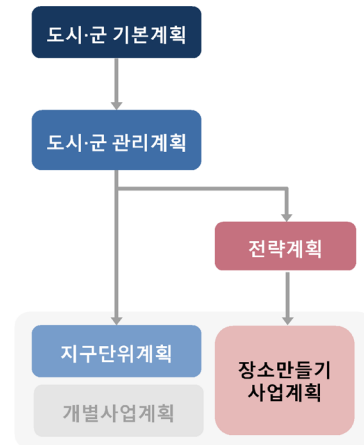 도시·군 기본계획
도시·군 관리계획
전략계획
지구단위계획
개별사업계획
장소만들기
사업계획